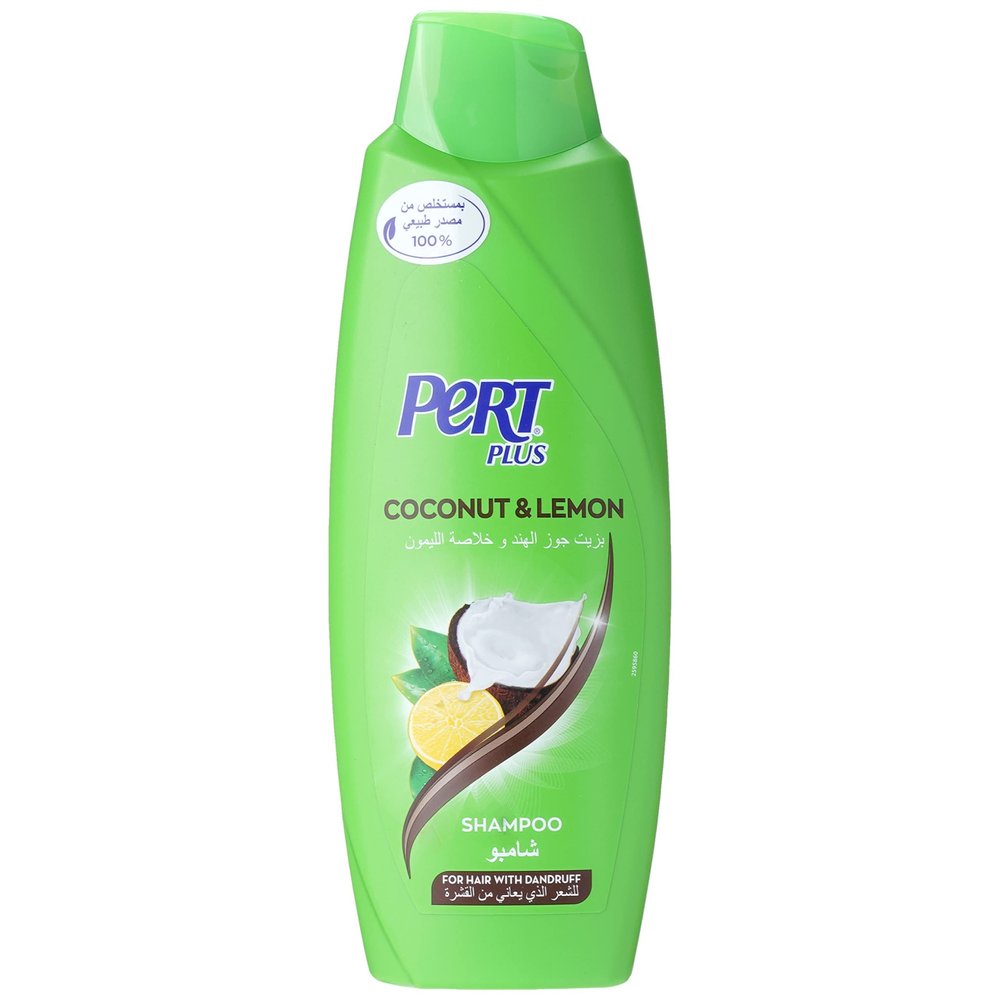 بمستخلص من
مصدر طبيعي
100%
PERT®
PLUS
COCONUT & LEMON
بزيت جوز الهند و خلاصة الليمون
2593860
SHAMPOO
شامبو
FOR HAIR WITH DANDRUFF
للشعر الذي يعاني من القشرة